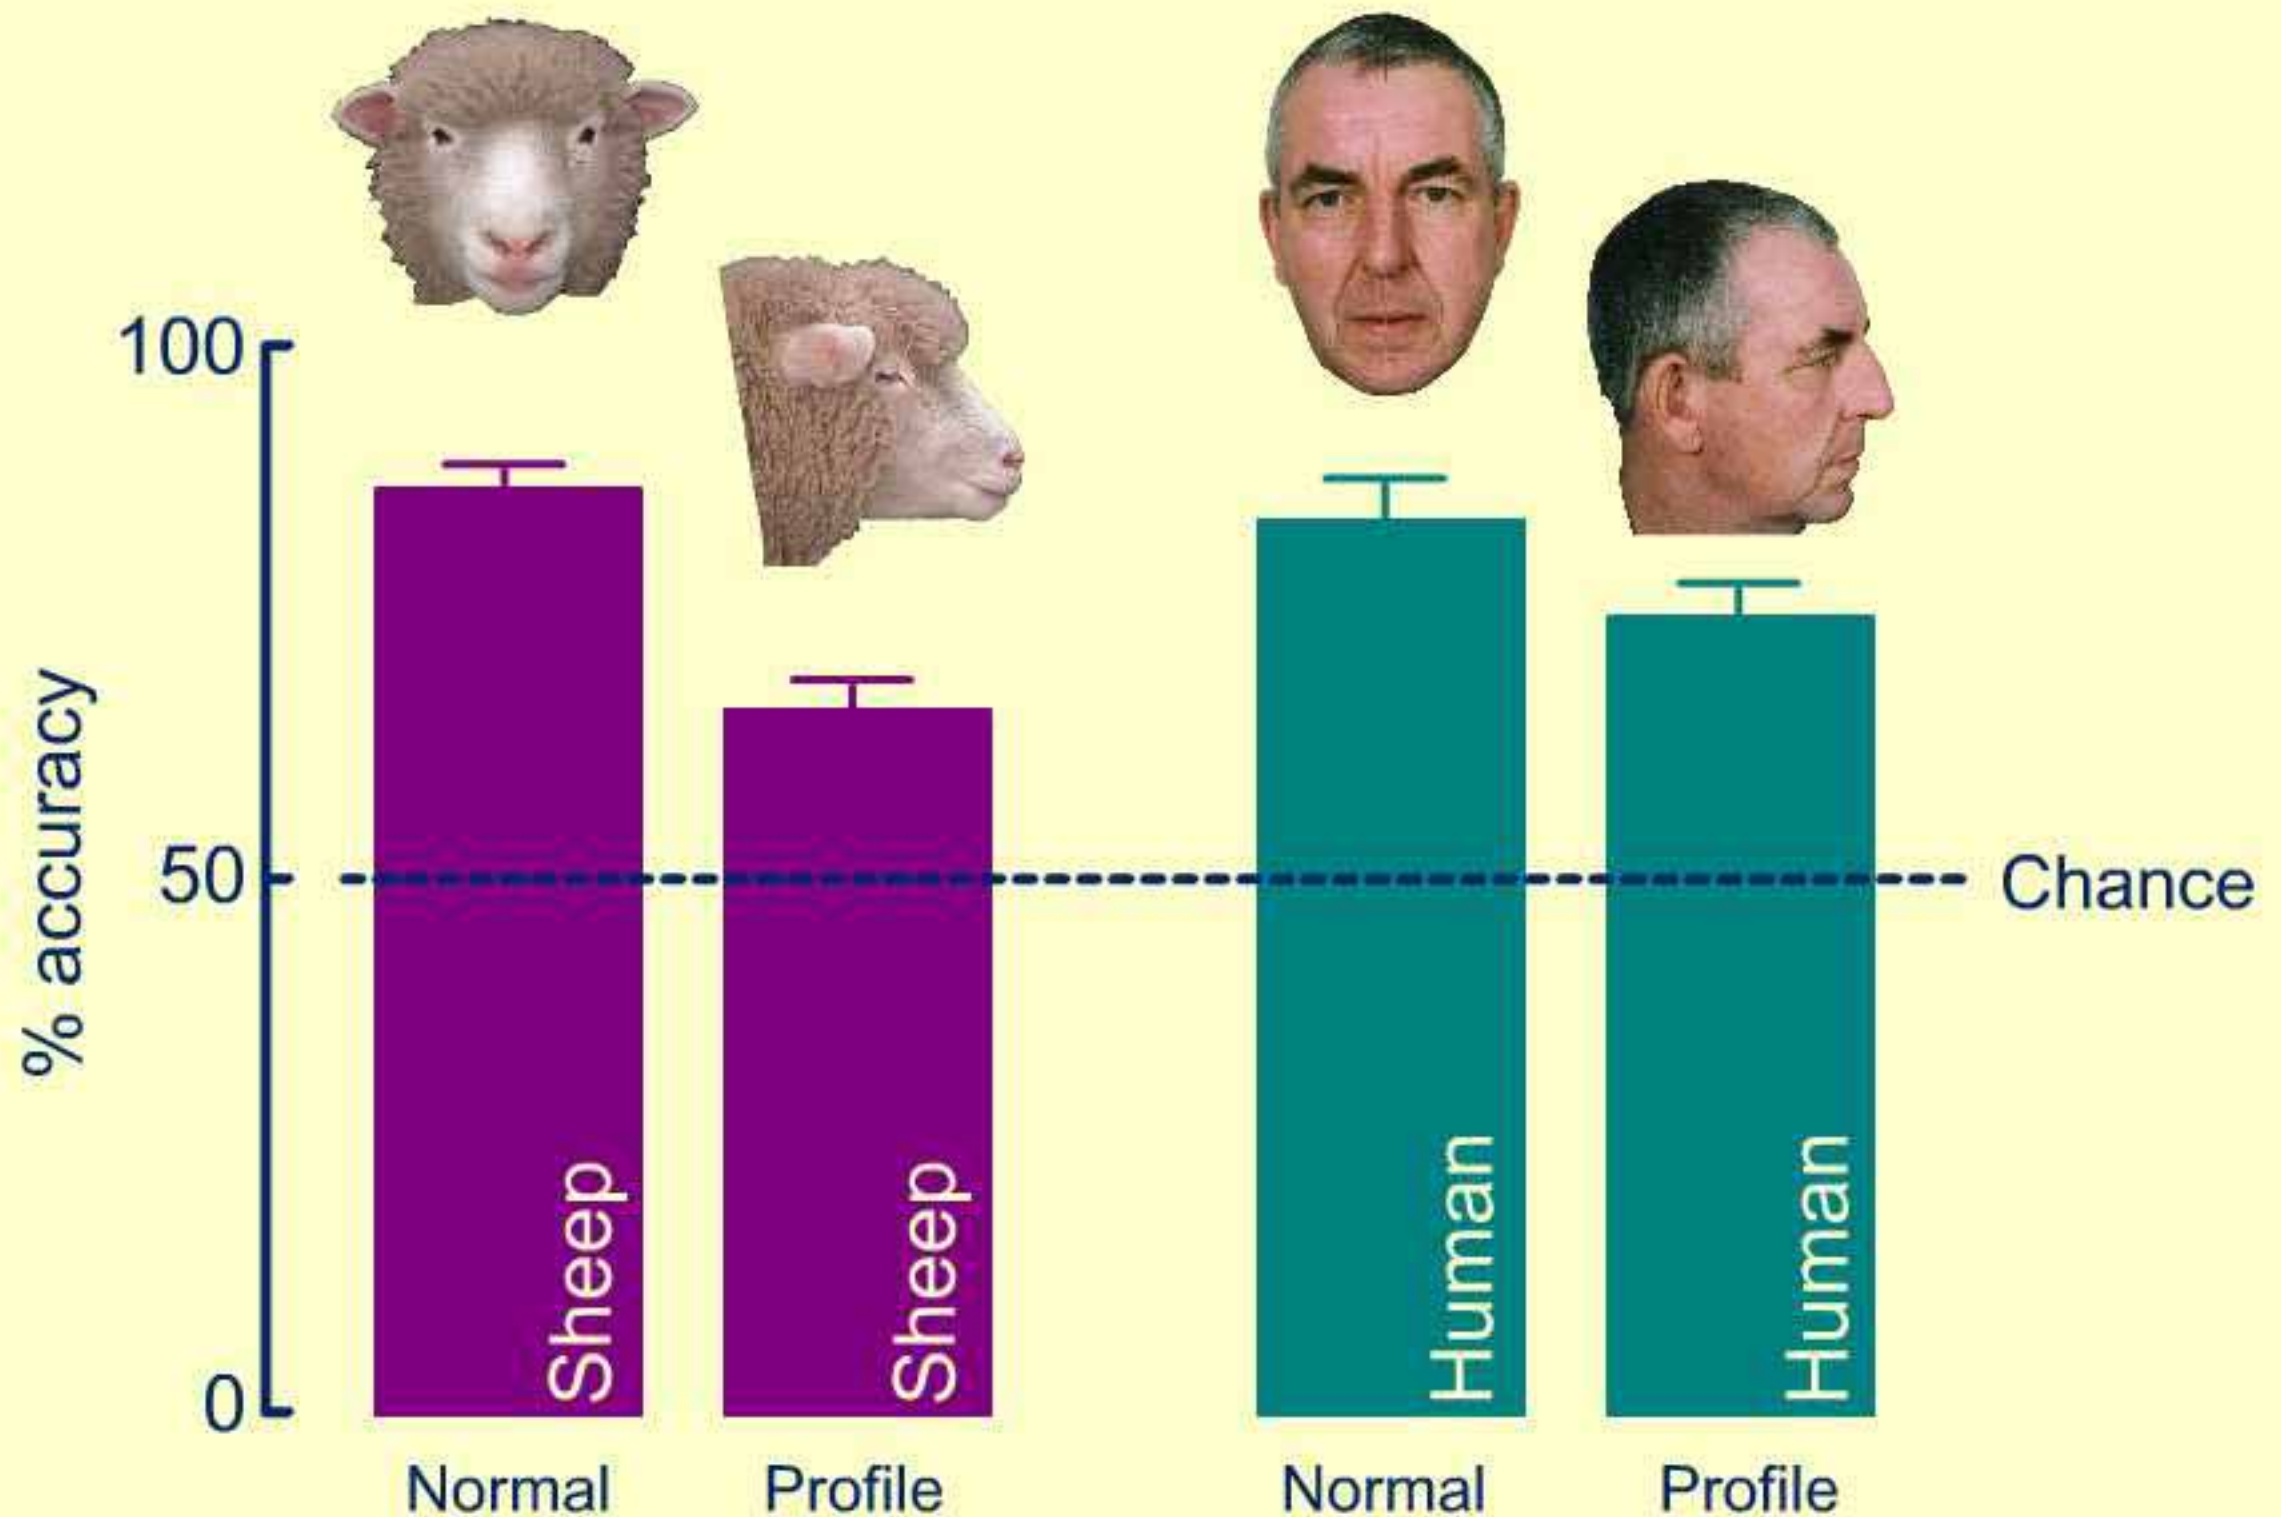 100
50
0
% accuracy
Chance
Sheep
Sheep
Human
Human
Normal
Profile
Normal
Profile